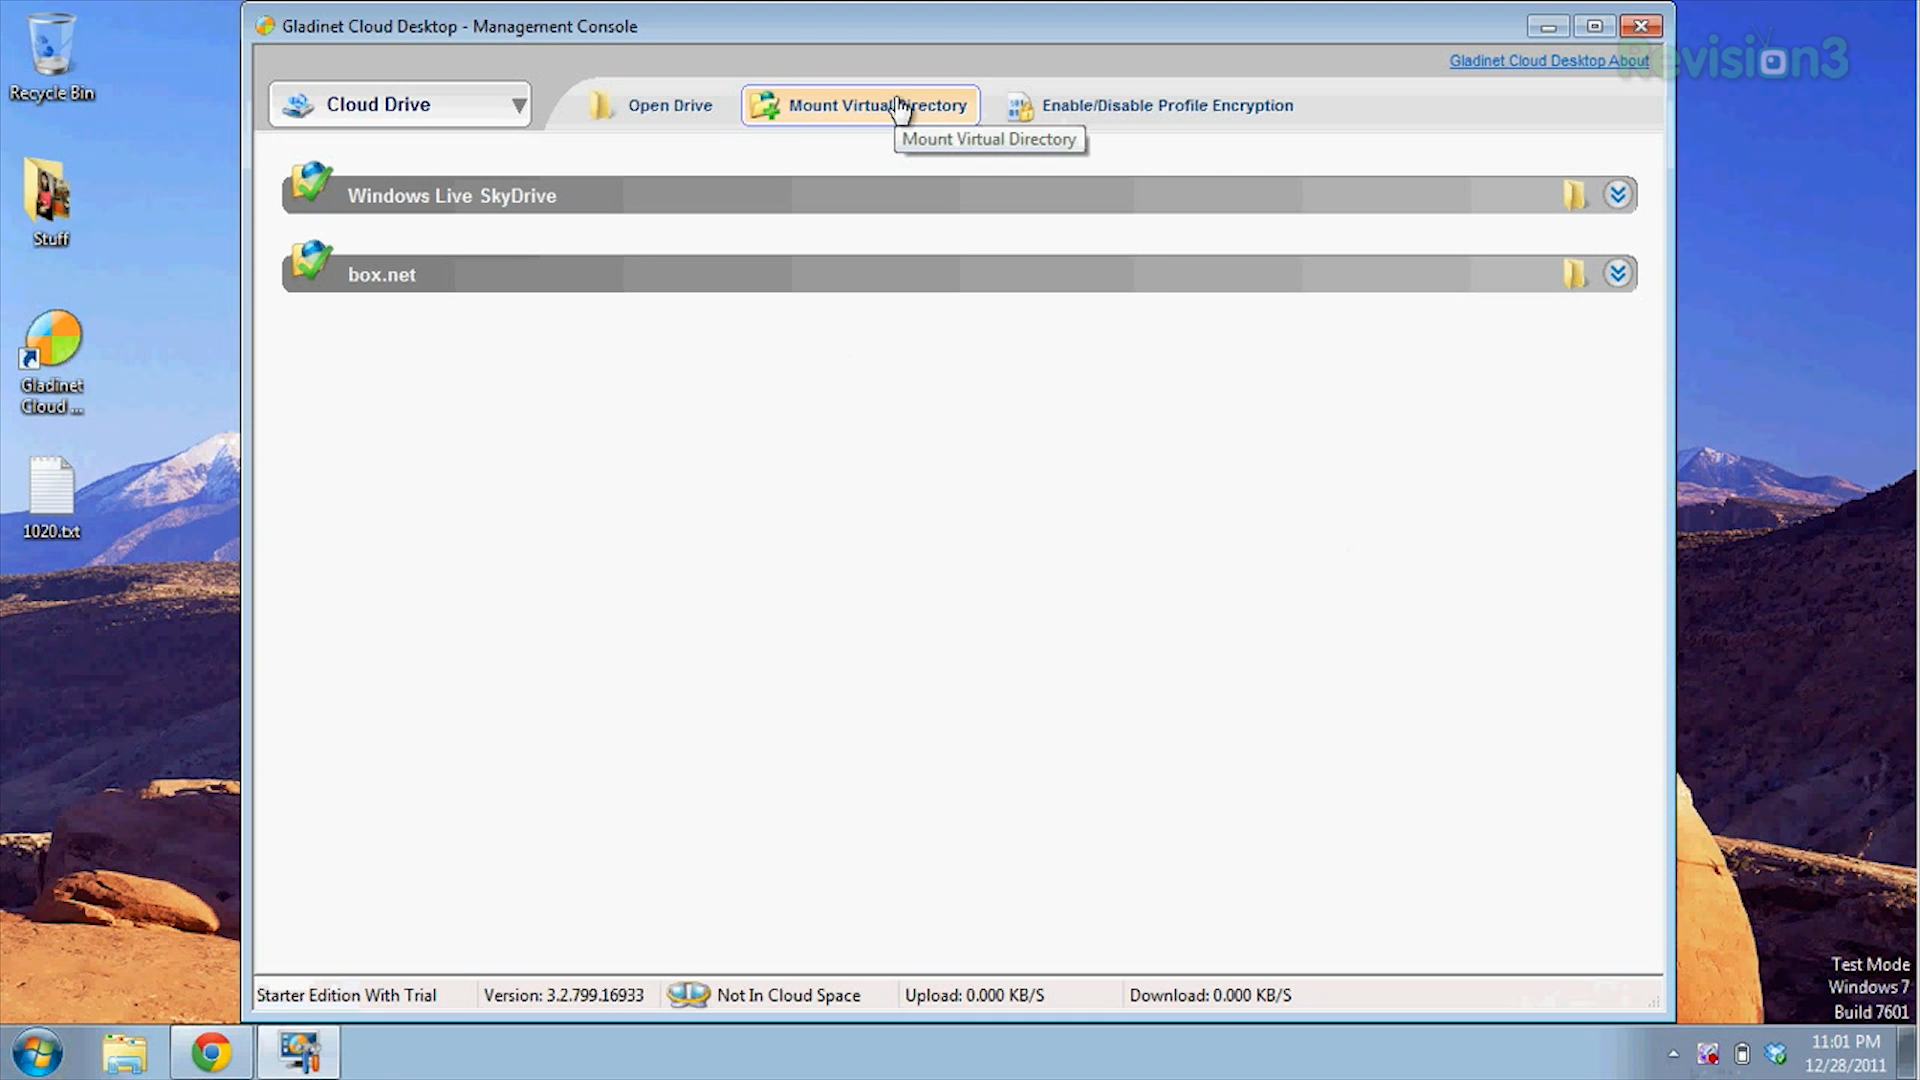 Gladinet Cloud Desktop - Management Console
Revision3
Gladinet Cloud Desktop About
Cloud Drive
Open Drive
Mount Virtual Directory
Enable/Disable Profile Encryption
Mount Virtual Directory
Windows Live SkyDrive
box.net
Recycle Bin
Stuff
Gladinet
Cloud ...
1020.txt
Starter Edition With Trial
Version: 3.2.799.16933
Not In Cloud Space
Upload: 0.000 KB/S
Download: 0.000 KB/S
Test Mode
Windows 7
Build 7601
11:01 PM
12/28/2011